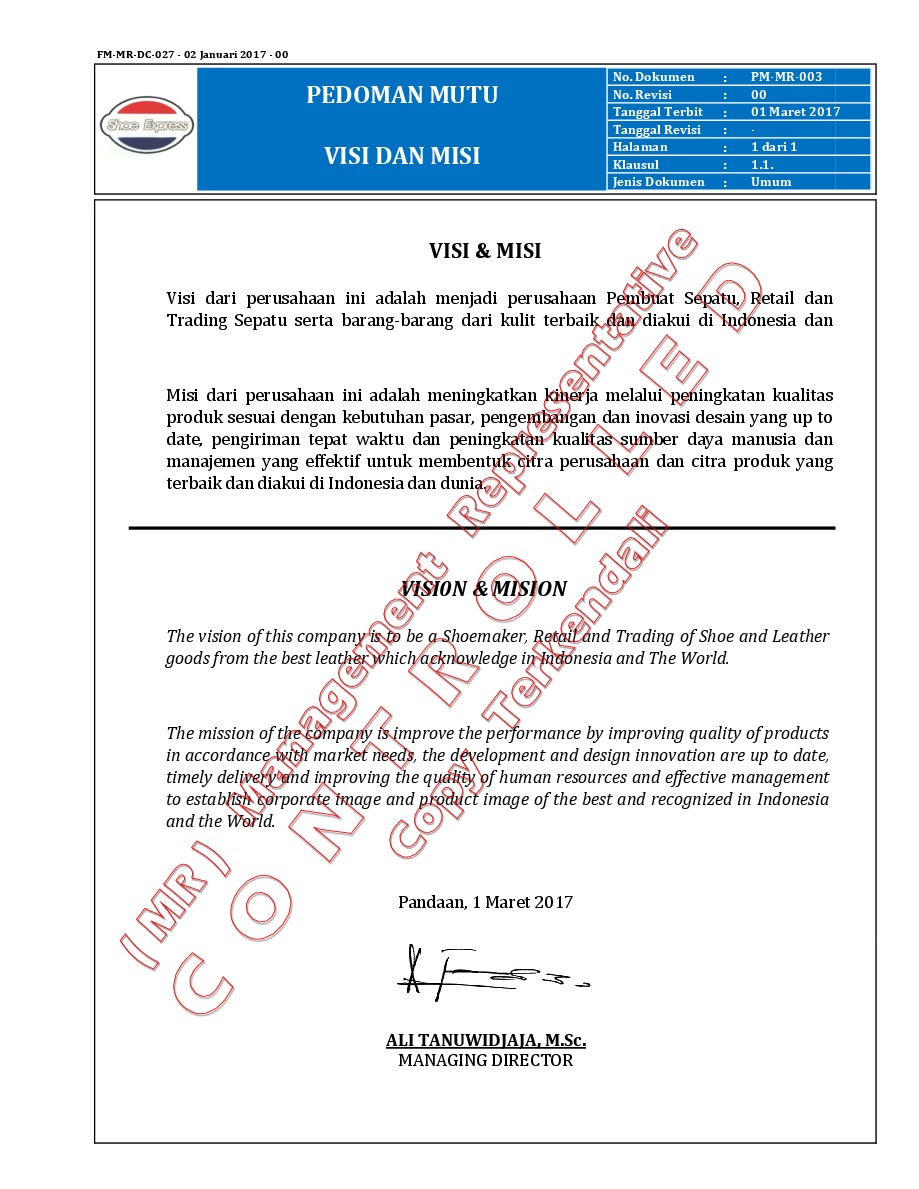 FM-MR-DC-027 - 02 Januari 2017 - 00
Shoe Express
PEDOMAN MUTU
VISI DAN MISI
No. Dokumen : PM-MR-003
No. Revisi : 00
Tanggal Terbit : 01 Maret 2017
Tanggal Revisi : -
Halaman : 1 dari 1
Klausul : 1.1.
Jenis Dokumen : Umum
VISI & MISI
Visi dari perusahaan ini adalah menjadi perusahaan Pembuat Sepatu, Retail dan
Trading Sepatu serta barang-barang dari kulit terbaik dan diakui di Indonesia dan
Misi dari perusahaan ini adalah meningkatkan kinerja melalui peningkatan kualitas
produk sesuai dengan kebutuhan pasar, pengembangan dan inovasi desain yang up to
date, pengiriman tepat waktu dan peningkatan kualitas sumber daya manusia dan
manajemen yang effektif untuk membentuk citra perusahaan dan citra produk yang
terbaik dan diakui di Indonesia dan dunia.
VISI0N & MISION
The vision of this company is to be a Shoemaker, Retail and Trading of Shoe and Leather
goods from the best leather which acknowledge in Indonesia and The World.
The mission of the company is improve the performance by improving quality of products
in accordance with market needs, the development and design innovation are up to date,
timely delivery and improving the quality of human resources and effective management
to establish corporate image and product image of the best and recognized in Indonesia
and the World.
Pandaan, 1 Maret 2017
ALI TANUWIDJAJA, M.Sc.
MANAGING DIRECTOR
( MR ) Management Representative
C O N T R O L L E D
Copy Terkendali